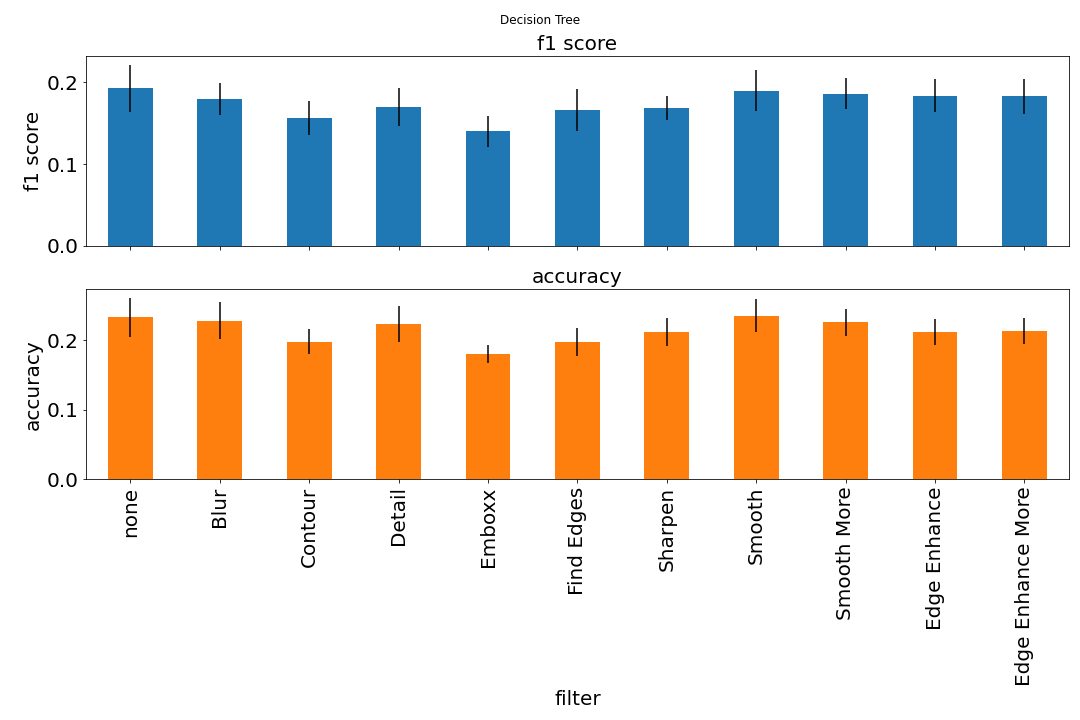 Decision Tree
f1 score
0.2
0.1
0.0
f1 score
accuracy
0.2
0.1
0.0
accuracy
none
Blur
Contour
Detail
Emboxx
Find Edges
Sharpen
Smooth
Smooth More
Edge Enhance
Edge Enhance More
filter